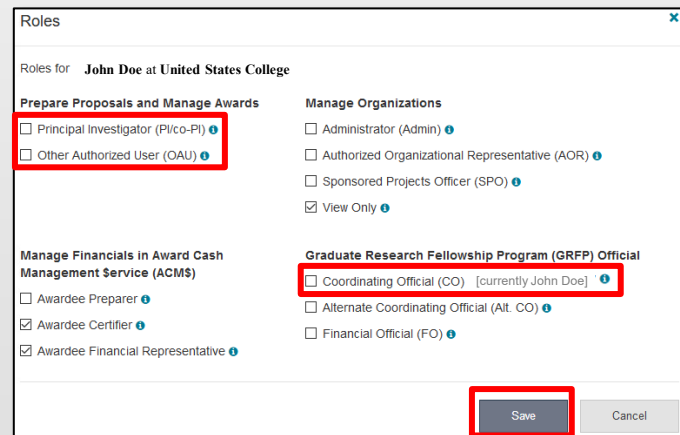 Roles
Roles for John Doe at United States College
Prepare Proposals and Manage Awards
Principal Investigator (PI/co-PI)
Other Authorized User (OAU)
Manage Organizations
Administrator (Admin)
Authorized Organizational Representative (AOR)
Sponsored Projects Officer (SPO)
View Only
Manage Financials in Award Cash
Management $ervice (ACM$)
Awardee Preparer
Awardee Certifier
Awardee Financial Representative
Graduate Research Fellowship Program (GRFP) Official
Coordinating Official (CO) [currently John Doe]
Alternate Coordinating Official (Alt. CO)
Financial Official (FO)
Save
Cancel